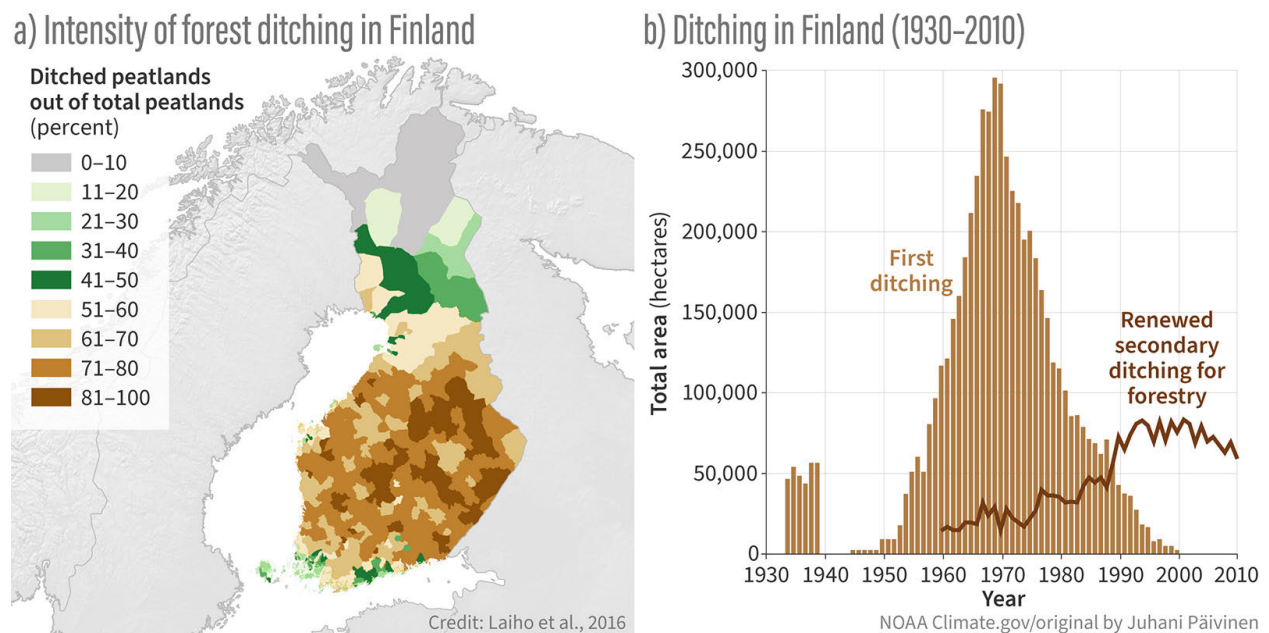 a) Intensity of forest ditching in Finland
Ditched peatlands
out of total peatlands
(percent)
0–10
11–20
21–30
31–40
41–50
51–60
61–70
71–80
81–100
Credit: Laiho et al., 2016
b) Ditching in Finland (1930–2010)
Total area (hectares)
300,000
250,000
200,000
150,000
100,000
50,000
0
First
ditching
Renewed
secondary
ditching for
forestry
1930 1940 1950 1960 1970 1980 1990 2000 2010
Year
NOAA Climate.gov/original by Juhani Päivinen